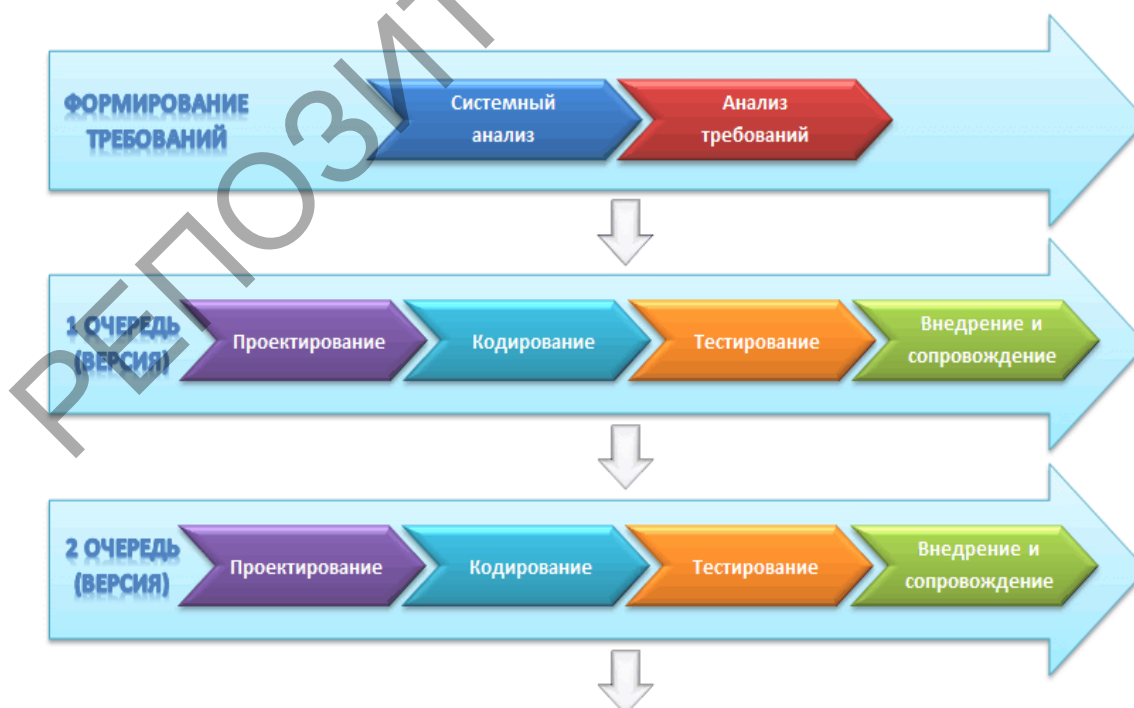 РЕПОЗИТ
ФОРМИРОВАНИЕ
ТРЕБОВАНИЙ
Системный
анализ
Анализ
требований
1 ОЧЕРЕДЬ
(ВЕРСИЯ)
Проектирование
Кодирование
Тестирование
Внедрение и
сопровождение
2 ОЧЕРЕДЬ
(ВЕРСИЯ)
Проектирование
Кодирование
Тестирование
Внедрение и
сопровождение